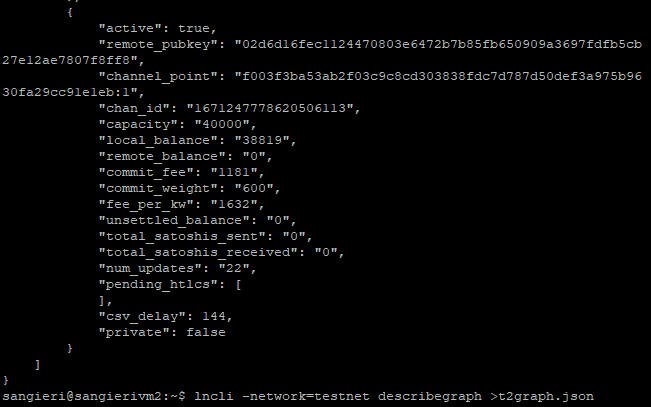 {
"active": true,
"remote_pubkey": "02d6d16fec1124470803e6472b7b85fb650909a3697fdfb5cb
27e12ae7807f8ff8",
"channel_point": "f003f3ba53ab2f03c9c8cd303838fdc7d787d50def3a975b96
30fa29cc91e1eb:1",
"chan_id": "1671247778620506113",
"capacity": "40000",
"local_balance": "38819",
"remote_balance": "0",
"commit_fee": "1181",
"commit_weight": "600",
"fee_per_kw": "1632",
"unsettled_balance": "0",
"total_satoshis_sent": "0",
"total_satoshis_received": "0",
"num_updates": "22",
"pending_htlcs": [
],
"csv_delay": 144,
"private": false
}
]
}
sangieri@sangierivm2:~$ lncli -network=testnet describegraph >t2graph.json